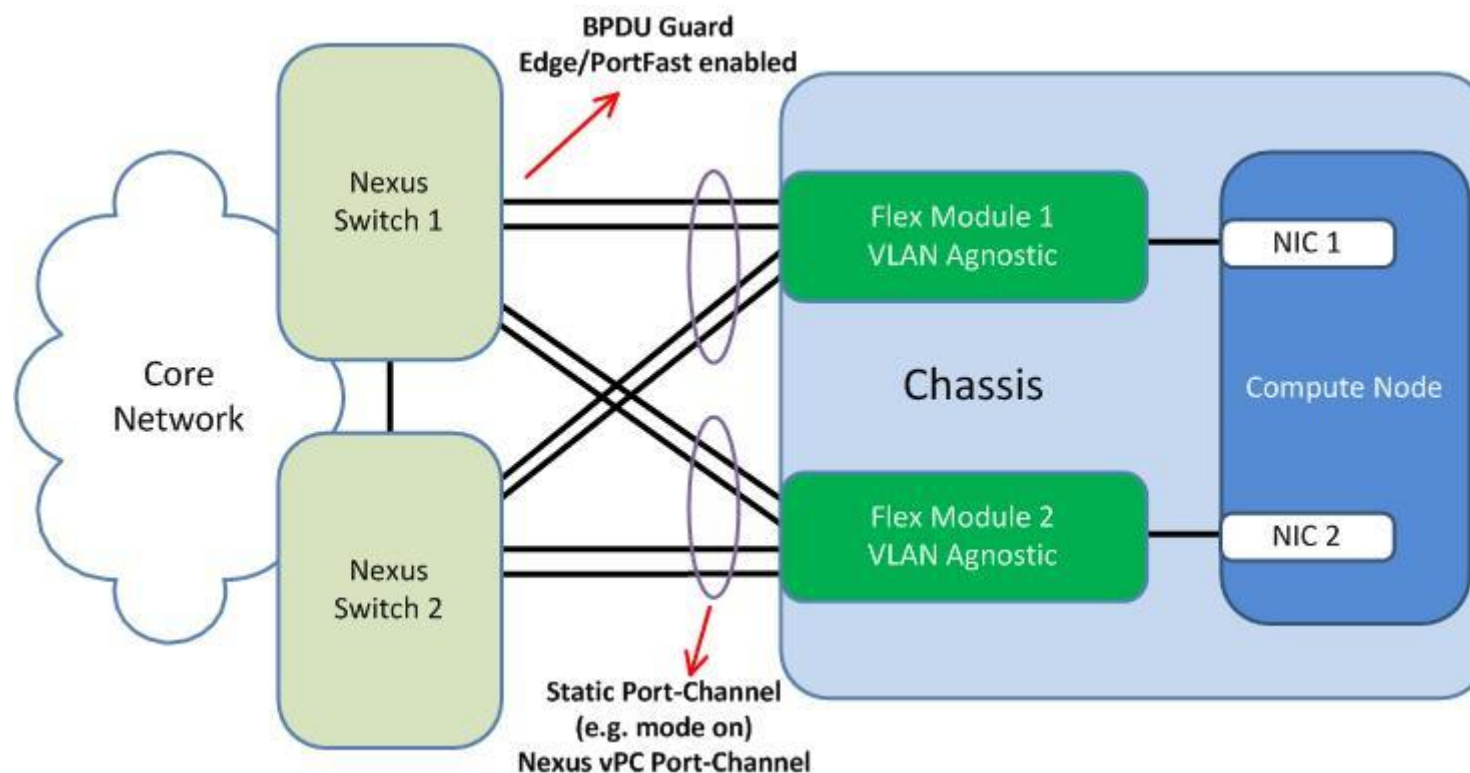 BPDU Guard
Edge/PortFast enabled
Nexus
Switch 1
Flex Module 1
VLAN Agnostic
NIC 1
Core
Network
Chassis
Compute Node
Nexus
Switch 2
Flex Module 2
VLAN Agnostic
NIC 2
Static Port-Channel
(e.g. mode on)
Nexus vPC Port-Channel